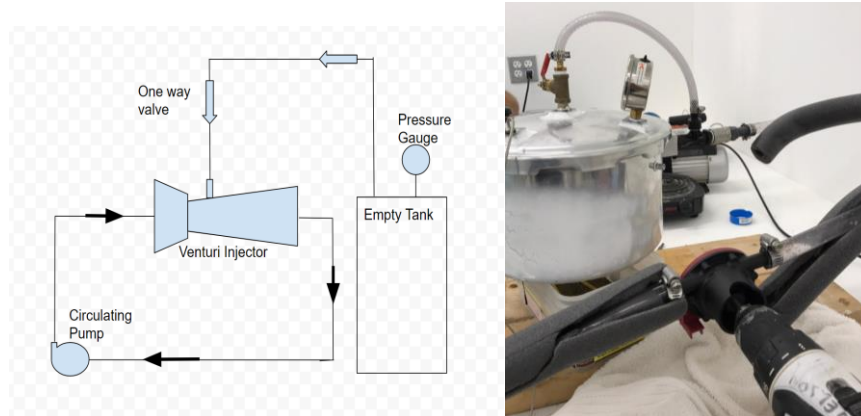 One way
valve
Pressure
Gauge
Empty Tank
Venturi Injector
Circulating
Pump